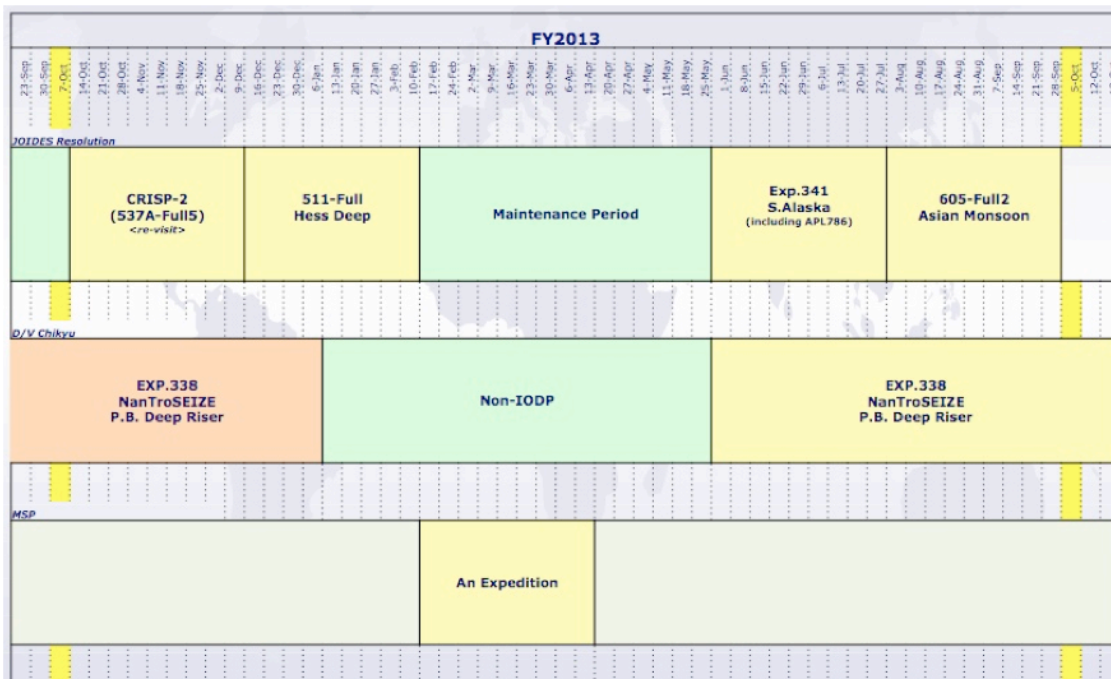 FY2013
23-Sep
30-Sep
7-Oct
14-Oct
21-Oct
28-Oct
4-Nov
11-Nov
18-Nov
25-Nov
2-Dec
9-Dec
16-Dec
23-Dec
30-Dec
6-Jan
13-Jan
20-Jan
27-Jan
3-Feb
10-Feb
17-Feb
24-Feb
2-Mar
9-Mar
16-Mar
23-Mar
30-Mar
6-Apr
13-Apr
20-Apr
27-Apr
4-May
11-May
18-May
25-May
1-Jun
8-Jun
15-Jun
22-Jun
29-Jun
6-Jul
13-Jul
20-Jul
27-Jul
3-Aug
10-Aug
17-Aug
24-Aug
31-Aug
7-Sep
14-Sep
21-Sep
28-Sep
5-Oct
12-Oct
JOIDES Resolution
CRISP-2
(537A-Full5)
<re-visit>
511-Full
Hess Deep
Maintenance Period
Exp.341
S.Alaska
(including APL786)
605-Full2
Asian Monsoon
D/V Chikyu
EXP.338
NanTroSEIZE
P.B. Deep Riser
Non-IODP
EXP.338
NanTroSEIZE
P.B. Deep Riser
MSP
An Expedition